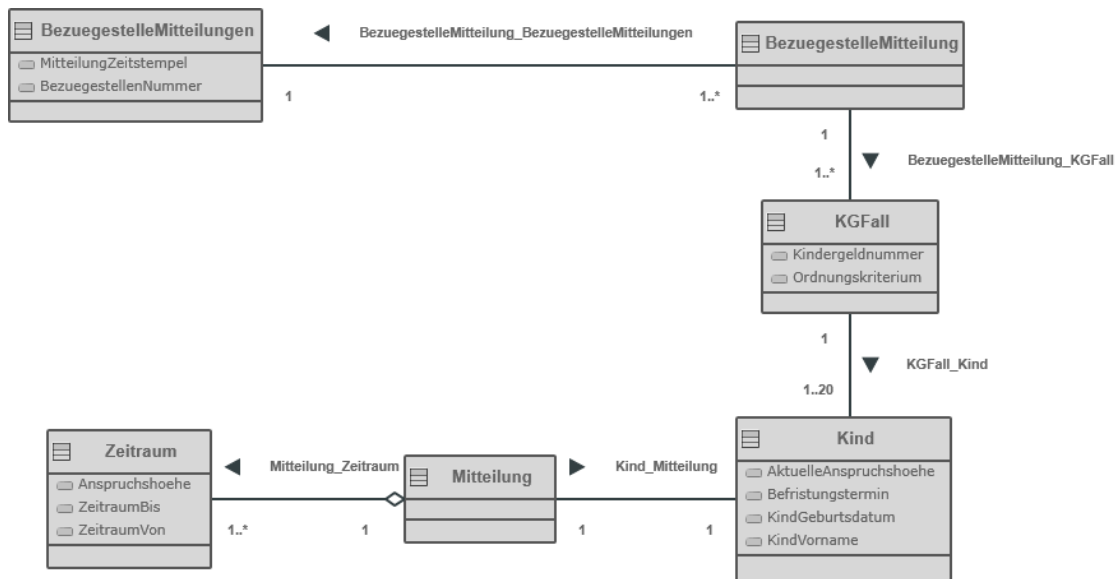 BezuegestelleMitteilungen
MitteilungZeitstempel
BezuegestellenNummer
BezuegestelleMitteilung_BezuegestelleMitteilungen
1
1..*
BezuegestelleMitteilung
1
1..*
BezuegestelleMitteilung_KGFall
KGFall
Kindergeldnummer
Ordnungskriterium
1
1..20
KGFall_Kind
Zeitraum
Anspruchshoehe
ZeitraumBis
ZeitraumVon
Mitteilung_Zeitraum
1..*
1
Mitteilung
Kind_Mitteilung
1
1
Kind
AktuelleAnspruchshoehe
Befristungstermin
KindGeburtsdatum
KindVorname